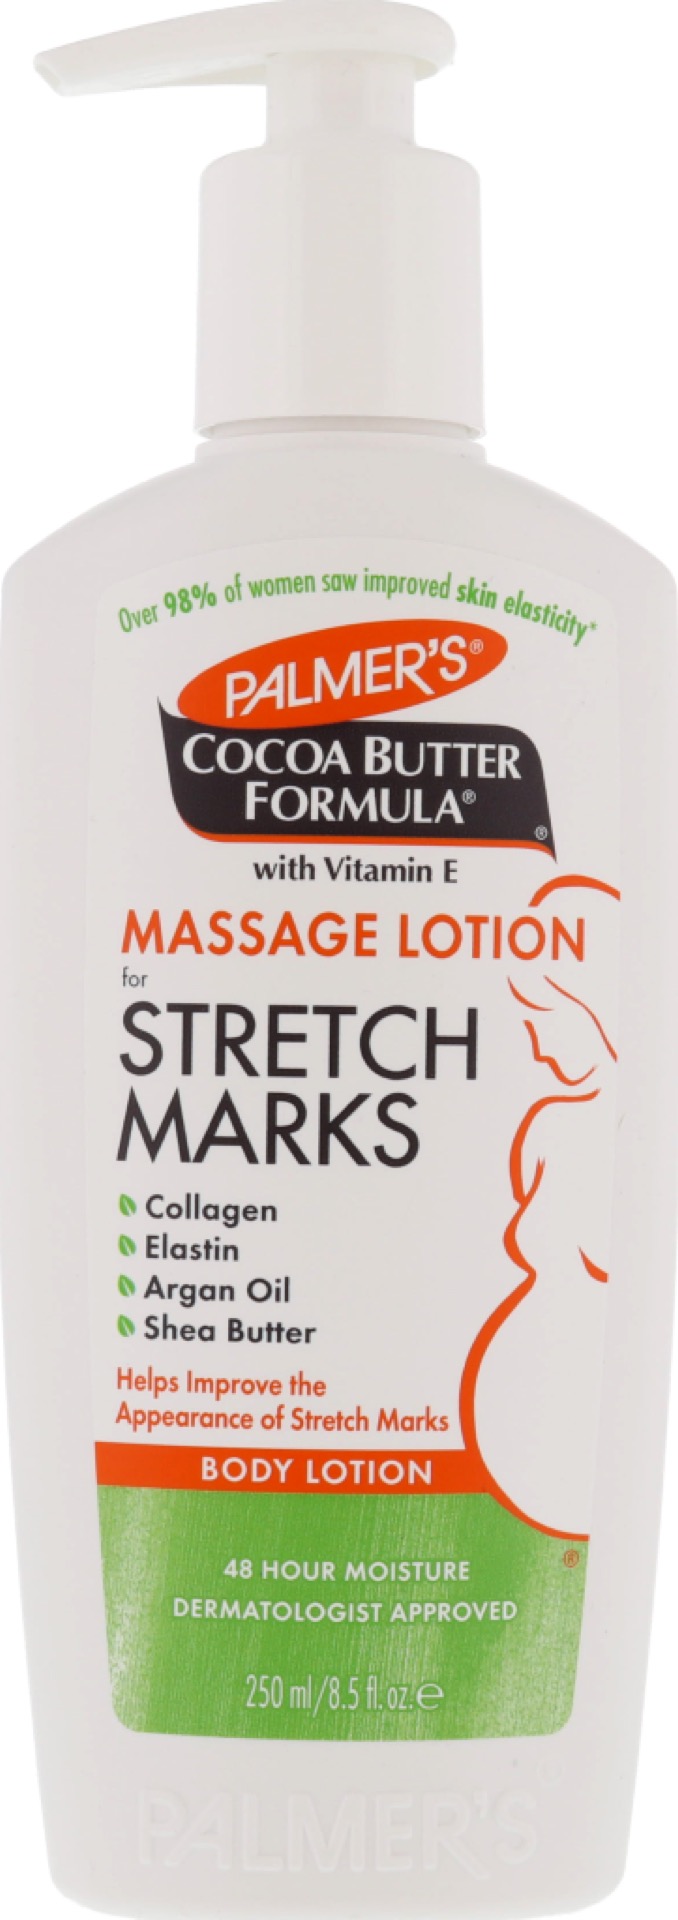 Over 98% of women saw improved skin elasticity*
PALMER'S®
COCOA BUTTER
FORMULA®
®
with Vitamin E
MASSAGE LOTION
for
STRETCH
MARKS
Collagen
Elastin
Argan Oil
Shea Butter
Helps Improve the
Appearance of Stretch Marks
BODY LOTION
®
48 HOUR MOISTURE
DERMATOLOGIST APPROVED
250 ml/8.5 fl. oz. e
PALMER'S